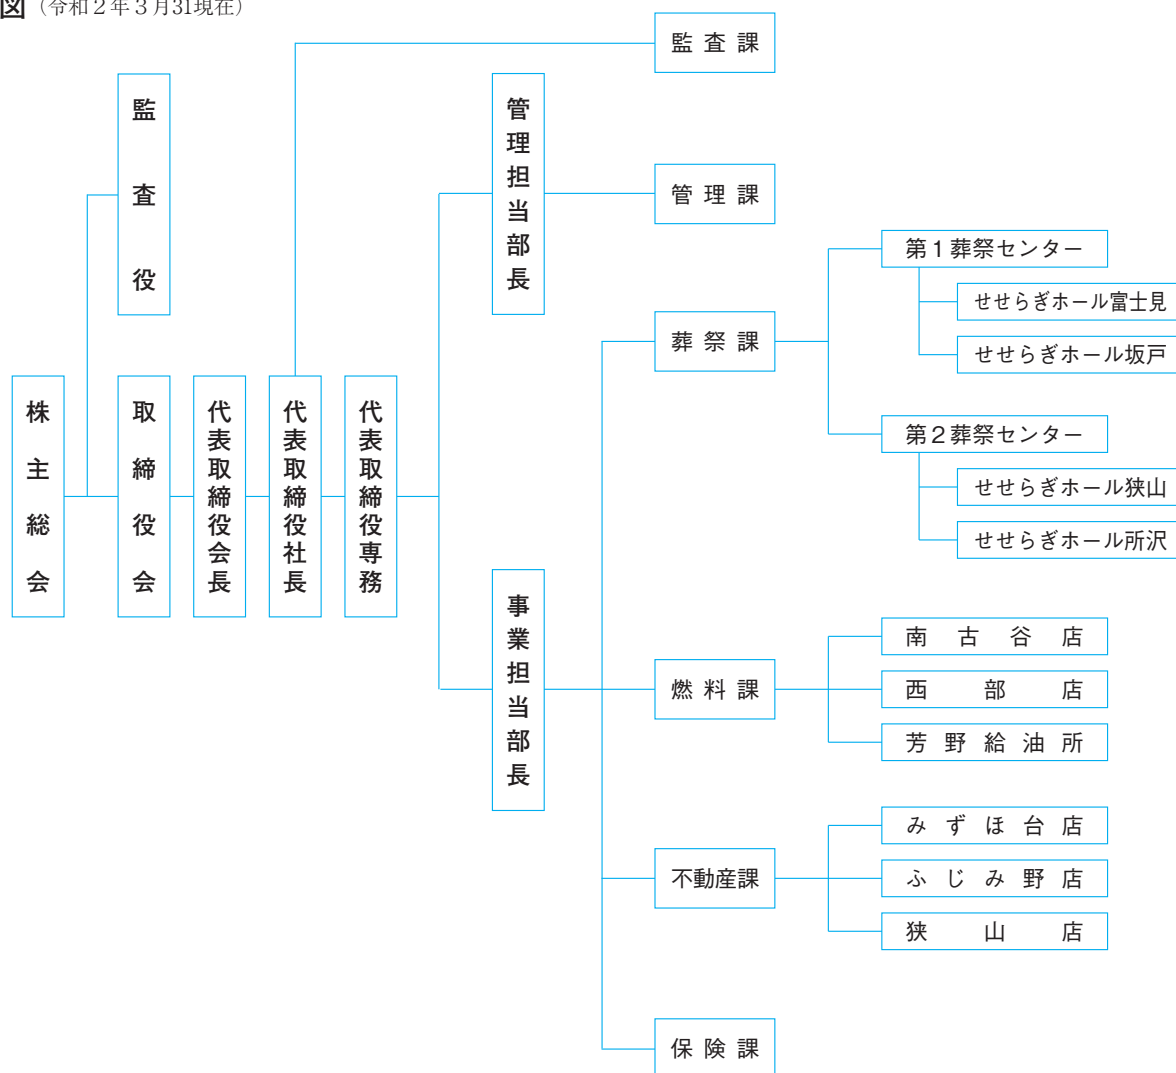 図（令和２年３月31現在）
監査課
監査役
管理担当部長
管理課
第１葬祭センター
せせらぎホール富士見
葬祭課
せせらぎホール坂戸
株主総会
取締役会
代表取締役会長
代表取締役社長
代表取締役専務
第２葬祭センター
せせらぎホール狭山
せせらぎホール所沢
事業担当部長
南古谷店
燃料課
西部店
芳野給油所
みずほ台店
不動産課
ふじみ野店
狭山店
保険課